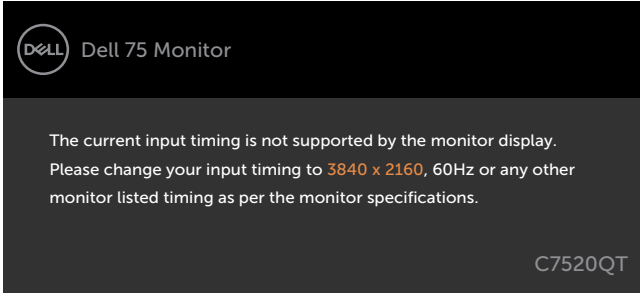 DELL
Dell 75 Monitor
The current input timing is not supported by the monitor display.
Please change your input timing to 3840 x 2160, 60Hz or any other
monitor listed timing as per the monitor specifications.
C7520QT